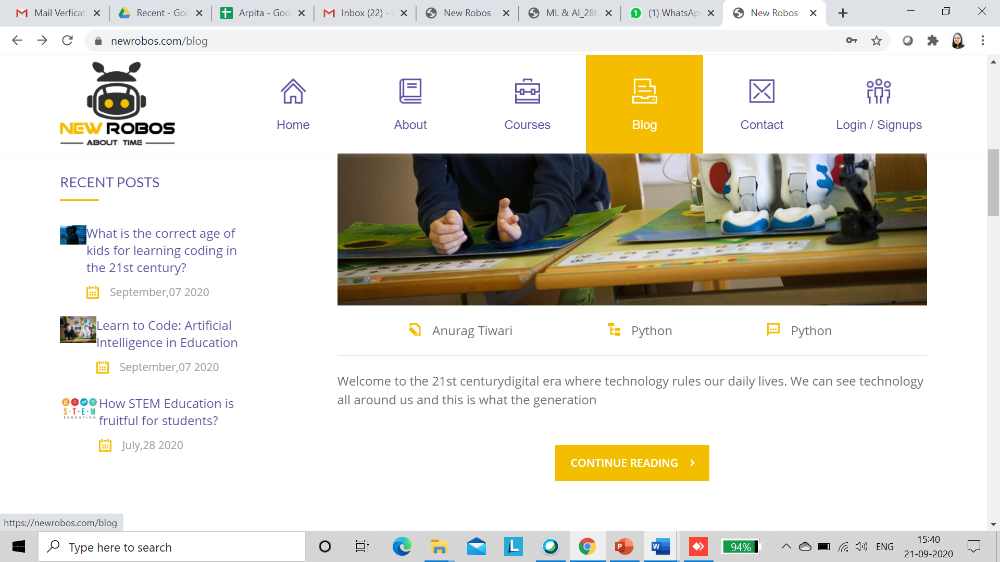 Mail Verficat
Recent - Goo
Arpita - Goo
Inbox (22) -
New Robos
ML & AI_28t
(1) WhatsAp
New Robos
newrobos.com/blog
NEW ROBOS
ABOUT TIME
Home
About
Courses
Blog
Contact
Login / Signups
RECENT POSTS
What is the correct age of
kids for learning coding in
the 21st century?
September,07 2020
Learn to Code: Artificial
Intelligence in Education
September,07 2020
S-T-E-M
EDUCATION
How STEM Education is
fruitful for students?
July,28 2020
Anurag Tiwari
Python
Python
Welcome to the 21st centurydigital era where technology rules our daily lives. We can see technology
all around us and this is what the generation
CONTINUE READING
https://newrobos.com/blog
Type here to search
94%
ENG
15:40
21-09-2020